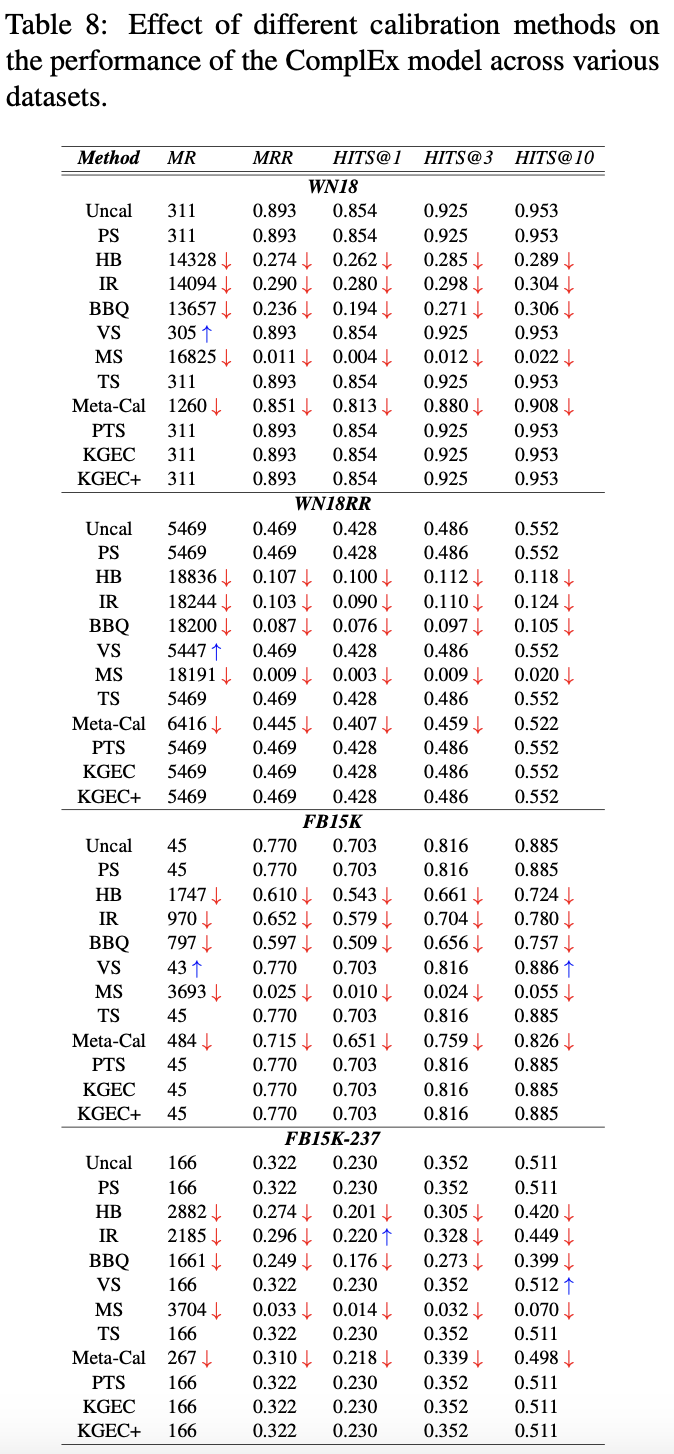 Table 8: Effect of different calibration methods on
the performance of the ComplEx model across various
datasets.
Method MR MRR HITS@1 HITS@3 HITS@10
WN18
Uncal 311 0.893 0.854 0.925 0.953
PS 311 0.893 0.854 0.925 0.953
HB 14328 ↓ 0.274 ↓ 0.262 ↓ 0.285 ↓ 0.289 ↓
IR 14094 ↓ 0.290 ↓ 0.280 ↓ 0.298 ↓ 0.304 ↓
BBQ 13657 ↓ 0.236 ↓ 0.194 ↓ 0.271 ↓ 0.306 ↓
VS 305 ↑ 0.893 0.854 0.925 0.953
MS 16825 ↓ 0.011 ↓ 0.004 ↓ 0.012 ↓ 0.022 ↓
TS 311 0.893 0.854 0.925 0.953
Meta-Cal 1260 ↓ 0.851 ↓ 0.813 ↓ 0.880 ↓ 0.908 ↓
PTS 311 0.893 0.854 0.925 0.953
KGEC 311 0.893 0.854 0.925 0.953
KGEC+ 311 0.893 0.854 0.925 0.953
WN18RR
Uncal 5469 0.469 0.428 0.486 0.552
PS 5469 0.469 0.428 0.486 0.552
HB 18836 ↓ 0.107 ↓ 0.100 ↓ 0.112 ↓ 0.118 ↓
IR 18244 ↓ 0.103 ↓ 0.090 ↓ 0.110 ↓ 0.124 ↓
BBQ 18200 ↓ 0.087 ↓ 0.076 ↓ 0.097 ↓ 0.105 ↓
VS 5447 ↑ 0.469 0.428 0.486 0.552
MS 18191 ↓ 0.009 ↓ 0.003 ↓ 0.009 ↓ 0.020 ↓
TS 5469 0.469 0.428 0.486 0.552
Meta-Cal 6416 ↓ 0.445 ↓ 0.407 ↓ 0.459 ↓ 0.522
PTS 5469 0.469 0.428 0.486 0.552
KGEC 5469 0.469 0.428 0.486 0.552
KGEC+ 5469 0.469 0.428 0.486 0.552
FB15K
Uncal 45 0.770 0.703 0.816 0.885
PS 45 0.770 0.703 0.816 0.885
HB 1747 ↓ 0.610 ↓ 0.543 ↓ 0.661 ↓ 0.724 ↓
IR 970 ↓ 0.652 ↓ 0.579 ↓ 0.704 ↓ 0.780 ↓
BBQ 797 ↓ 0.597 ↓ 0.509 ↓ 0.656 ↓ 0.757 ↓
VS 43 ↑ 0.770 0.703 0.816 0.886 ↑
MS 3693 ↓ 0.025 ↓ 0.010 ↓ 0.024 ↓ 0.055 ↓
TS 45 0.770 0.703 0.816 0.885
Meta-Cal 484 ↓ 0.715 ↓ 0.651 ↓ 0.759 ↓ 0.826 ↓
PTS 45 0.770 0.703 0.816 0.885
KGEC 45 0.770 0.703 0.816 0.885
KGEC+ 45 0.770 0.703 0.816 0.885
FB15K-237
Uncal 166 0.322 0.230 0.352 0.511
PS 166 0.322 0.230 0.352 0.511
HB 2882 ↓ 0.274 ↓ 0.201 ↓ 0.305 ↓ 0.420 ↓
IR 2185 ↓ 0.296 ↓ 0.220 ↑ 0.328 ↓ 0.449 ↓
BBQ 1661 ↓ 0.249 ↓ 0.176 ↓ 0.273 ↓ 0.399 ↓
VS 166 0.322 0.230 0.352 0.512 ↑
MS 3704 ↓ 0.033 ↓ 0.014 ↓ 0.032 ↓ 0.070 ↓
TS 166 0.322 0.230 0.352 0.511
Meta-Cal 267 ↓ 0.310 ↓ 0.218 ↓ 0.339 ↓ 0.498 ↓
PTS 166 0.322 0.230 0.352 0.511
KGEC 166 0.322 0.230 0.352 0.511
KGEC+ 166 0.322 0.230 0.352 0.511